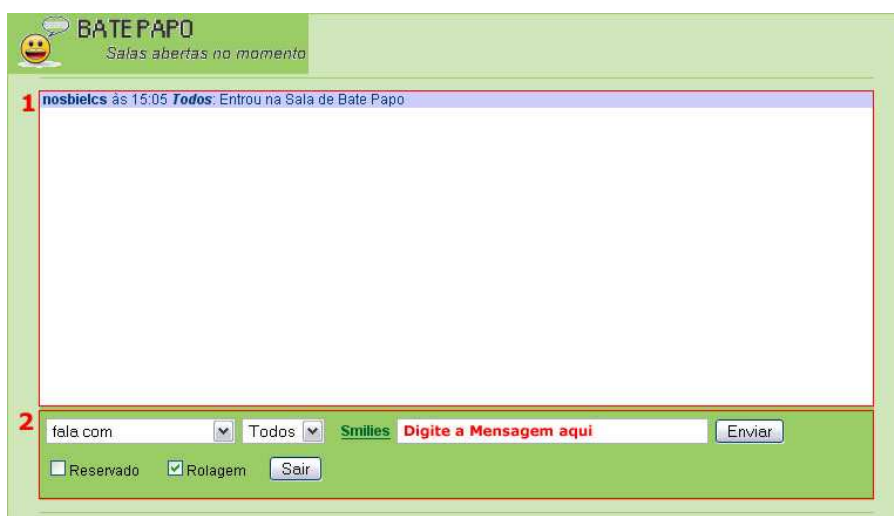 BATE PAPO
Salas abertas no momento
1
nosbielcs às 15:05 Todos: Entrou na Sala de Bate Papo
2
fala com Todos Smilies Digite a Mensagem aqui Enviar
Reservado Rolagem Sair